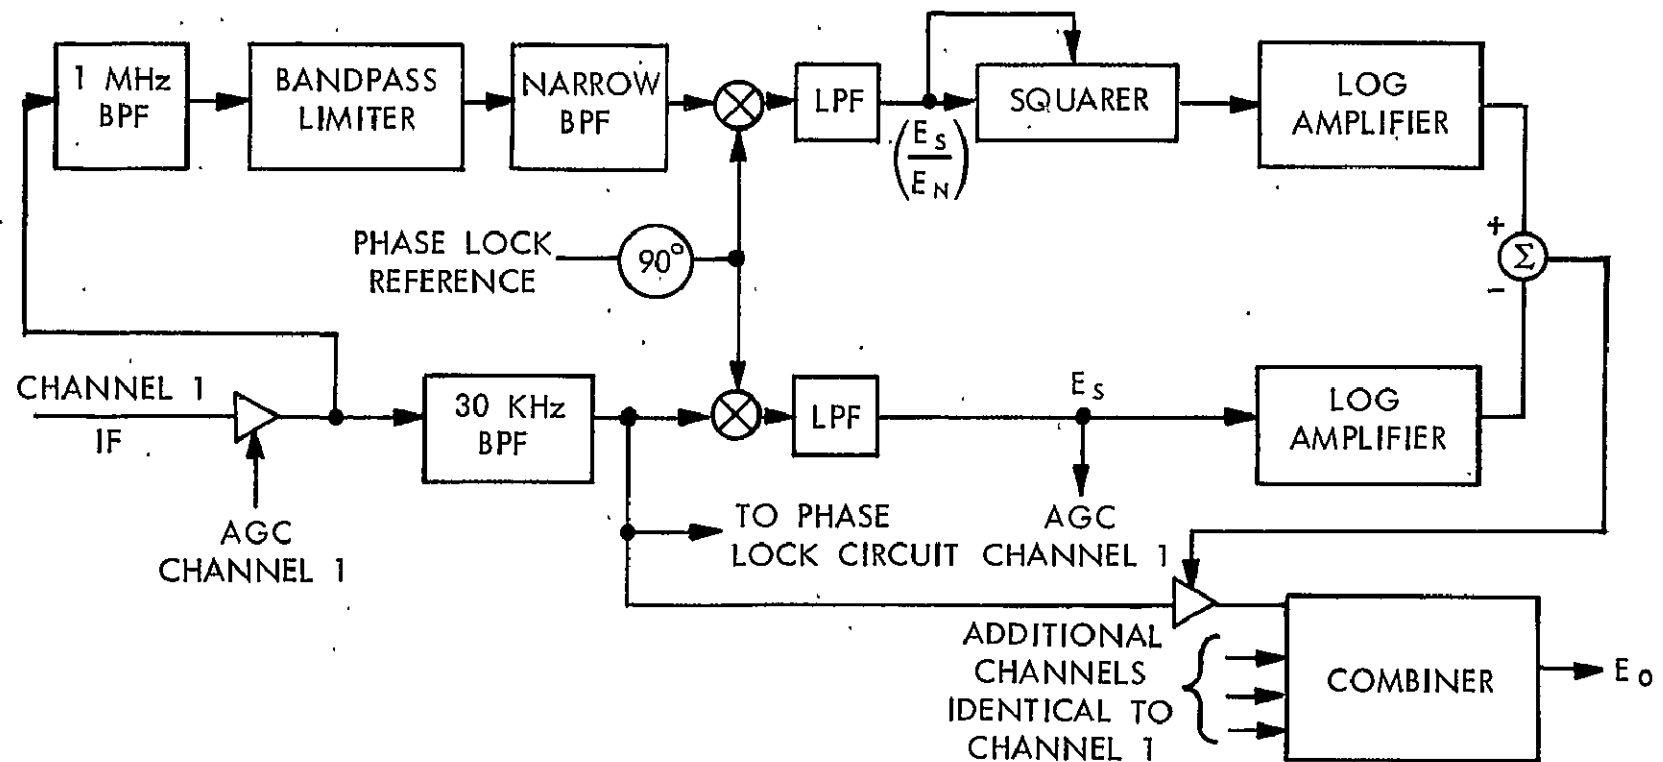 1 MHz
BPF
BANDPASS
LIMITER
NARROW
BPF
LPF
SQUARER
LOG
AMPLIFIER
(E_S/E_N)
PHASE LOCK
REFERENCE
90°
+
Σ
-
CHANNEL 1
IF
30 KHz
BPF
LPF
E_S
LOG
AMPLIFIER
AGC
CHANNEL 1
TO PHASE
LOCK CIRCUIT
AGC
CHANNEL 1
ADDITIONAL
CHANNELS
IDENTICAL TO
CHANNEL 1
COMBINER
E_O